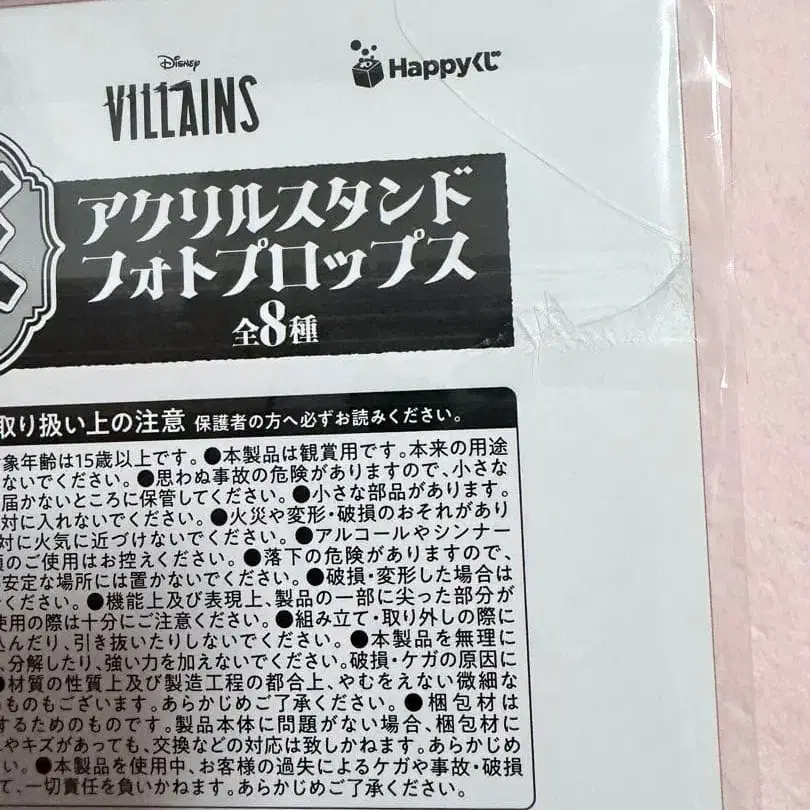 Disney
VILLAINS
Happyくじ
アクリルスタンド
フォトプロップス
全8種
取り扱い上の注意 保護者の方へ必ずお読みください。
象年齢は15歳以上です。●本製品は観賞用です。本来の用途
ないでください。●思わぬ事故の危険がありますので、小さな
届かないところに保管してください。●小さな部品があります。
対に入れないでください。●火災や変形・破損のおそれがあり
対に火気に近づけないでください。●アルコールやシンナー
のご使用はお控えください。●落下の危険がありますので、
安定な場所には置かないでください。●破損・変形した場合は
ください。●機能上及び表現上、製品の一部に尖った部分が
使用の際は十分にご注意ください。●組み立て・取り外しの際に
込んだり、引き抜いたりしないでください。●本製品を無理に
、分解したり、強い力を加えないでください。破損・ケガの原因に
●材質の性質上及び製造工程の都合上、やむをえない微細な
ものもございます。あらかじめご了承ください。●梱包材は
するためのものです。製品本体に問題がない場合、梱包材に
やキズがあっても、交換などの対応は致しかねます。あらかじめ
い。●本製品を使用中、お客様の過失によるケガや事故・破損
て、一切責任を負いかねます。あらかじめご了承ください。